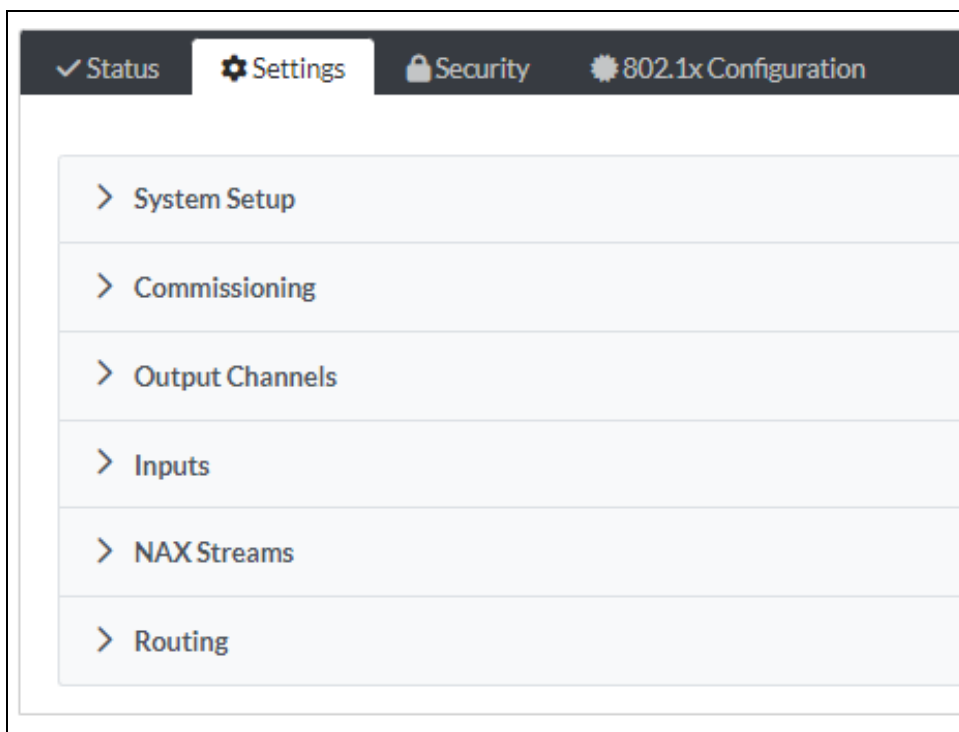 Status Settings Security 802.1x Configuration
System Setup
Commissioning
Output Channels
Inputs
NAX Streams
Routing